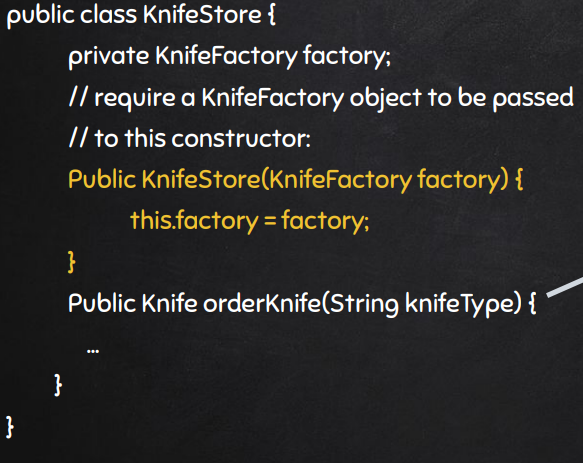 public class KnifeStore {
private KnifeFactory factory;
// require a KnifeFactory object to be passed
// to this constructor:
Public KnifeStore(KnifeFactory factory) {
this.factory = factory;
}
Public Knife orderKnife(String knifeType) {
...
}
}